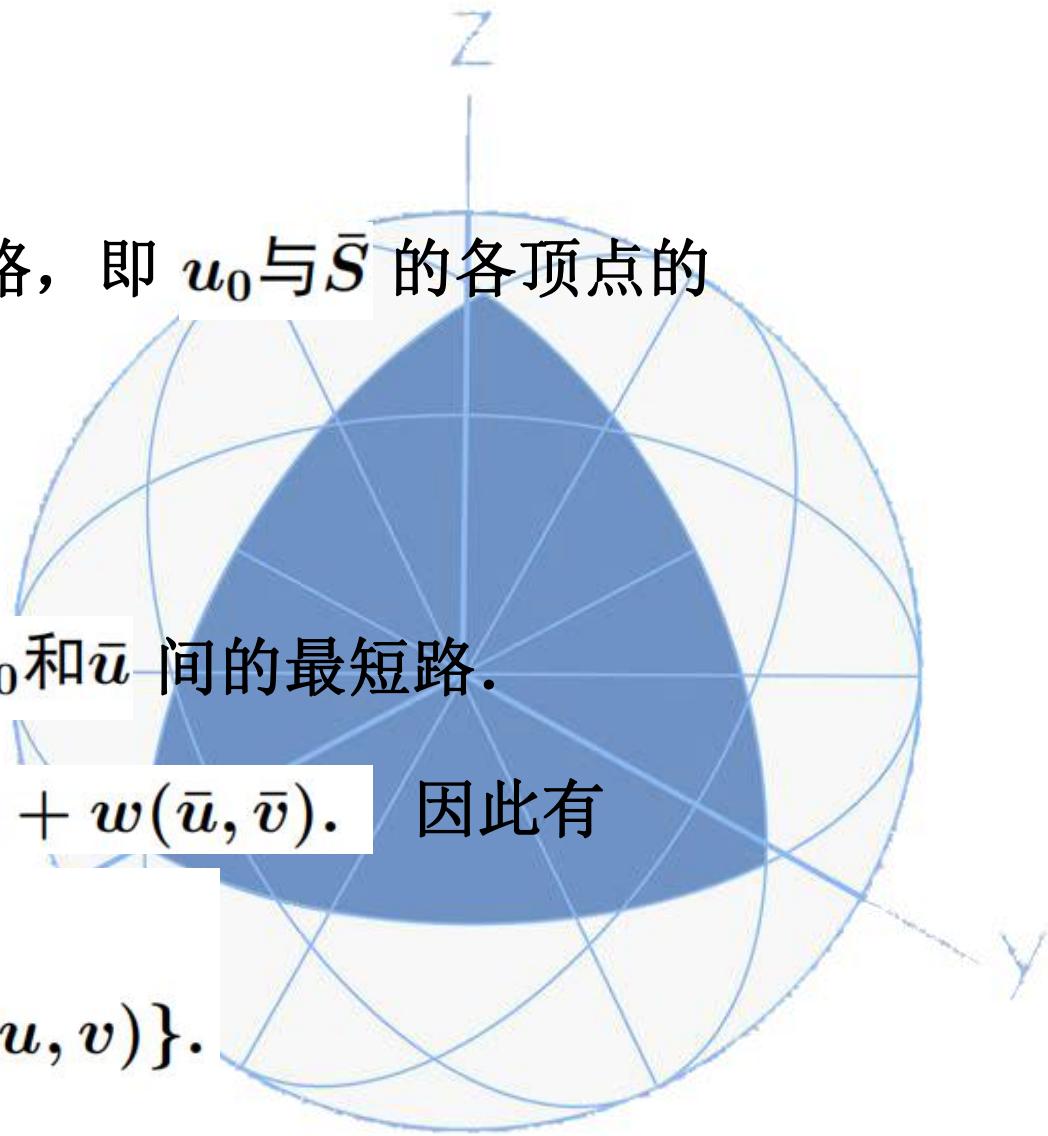 Z
路，即 u₀与S̄ 的各顶点的
₀和ū 间的最短路.
+ w(ū, v̄). 因此有
Y
u, v)}.